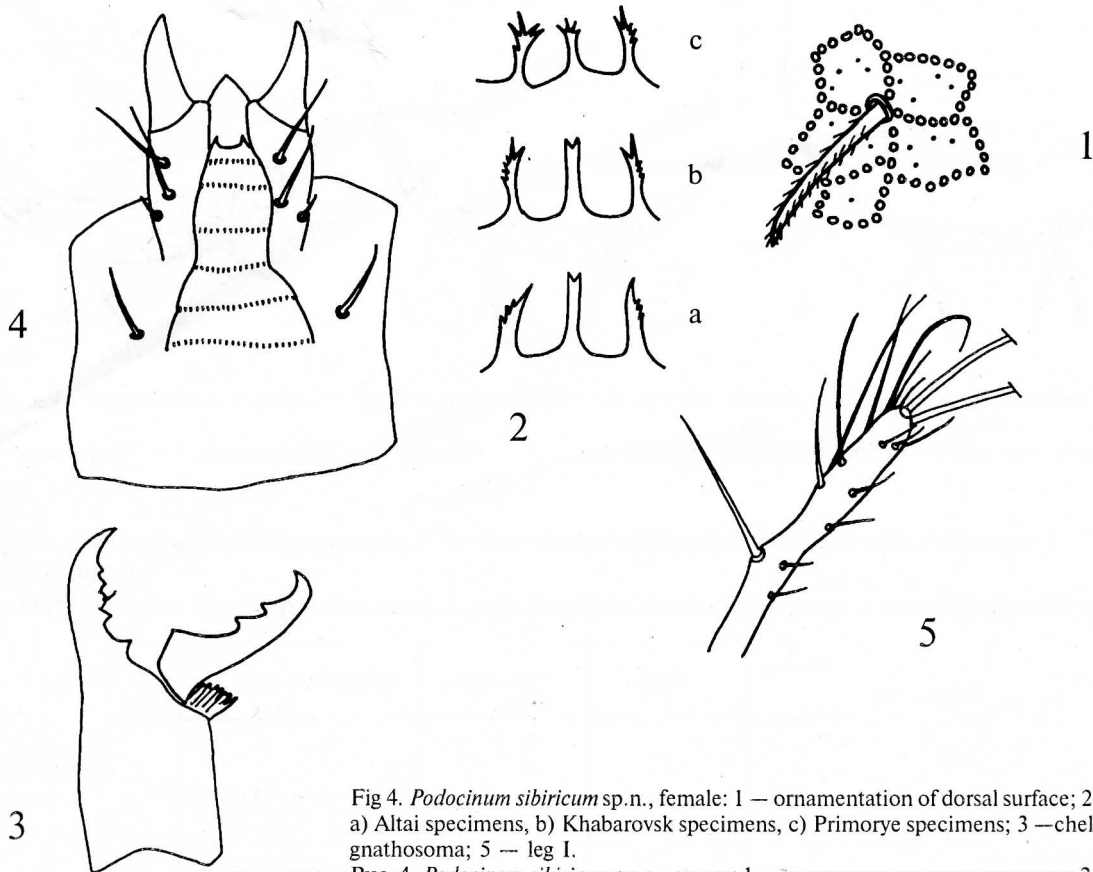 c
1
b
4
a
2
5
3
Fig 4. Podocinum sibiricum sp.n., female: 1 — ornamentation of dorsal surface; 2
a) Altai specimens, b) Khabarovsk specimens, c) Primorye specimens; 3 —chel
gnathosoma; 5 — leg I.